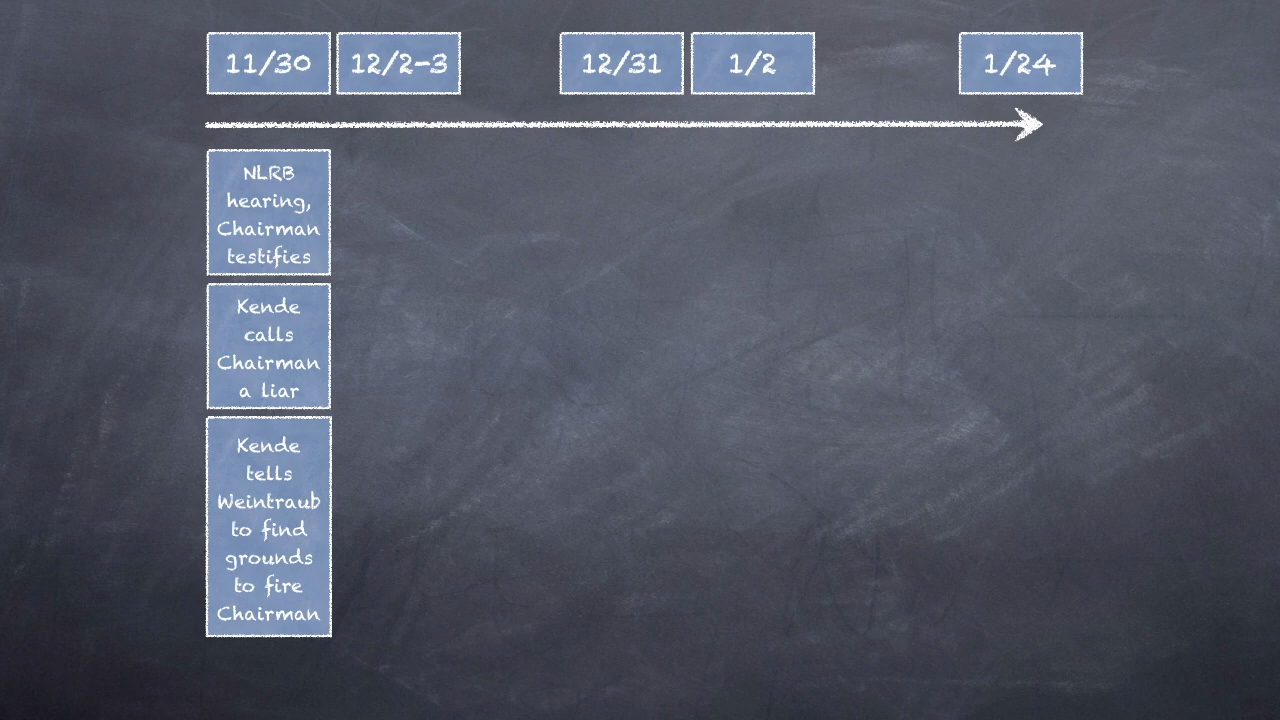 11/30 12/2-3 12/31 1/2 1/24
NLRB
hearing,
Chairman
testifies
Kende
calls
Chairman
a liar
Kende
tells
Weintraub
to find
grounds
to fire
Chairman